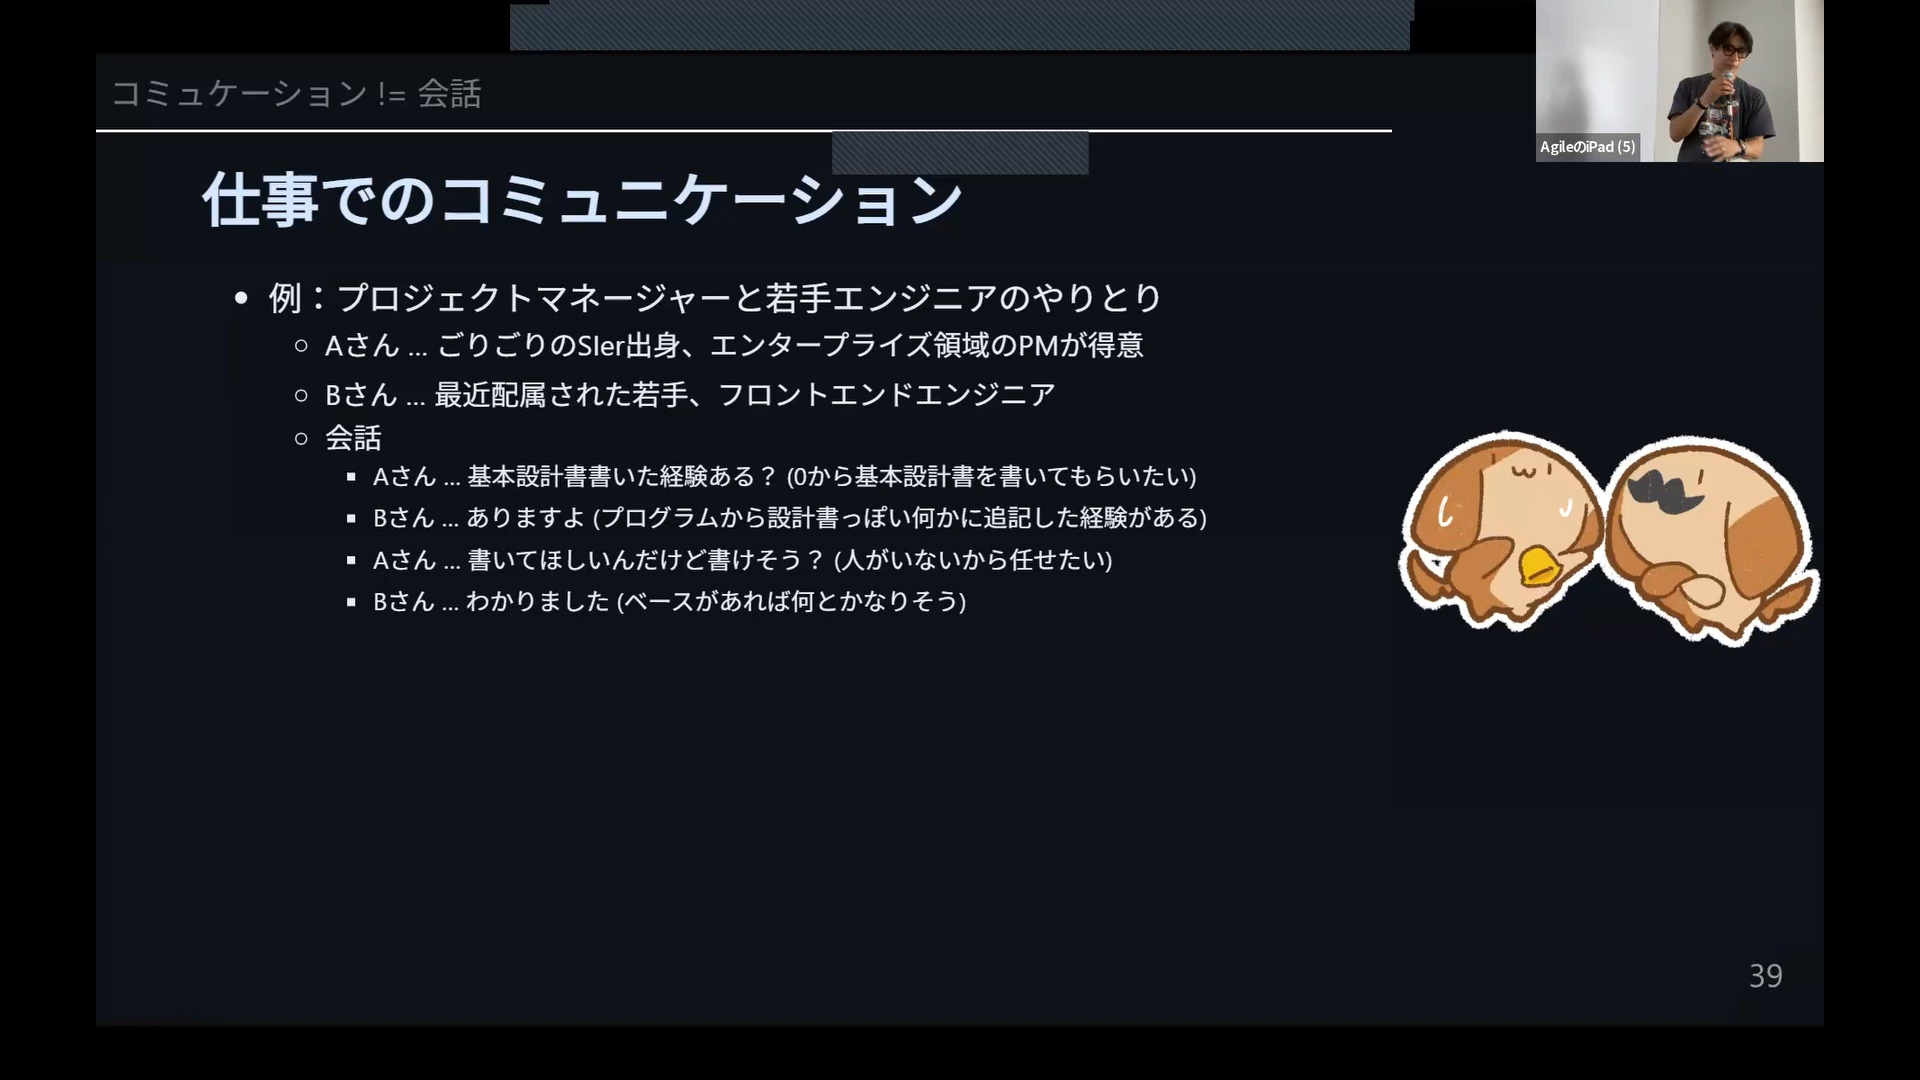 コミュケーション != 会話
AgileのiPad (5)
仕事でのコミュニケーション
例：プロジェクトマネージャーと若手エンジニアのやりとり
Aさん ... ごりごりのSIer出身、エンタープライズ領域のPMが得意
Bさん ... 最近配属された若手、フロントエンドエンジニア
会話
Aさん ... 基本設計書書いた経験ある？ (0から基本設計書を書いてもらいたい)
Bさん ... ありますよ (プログラムから設計書っぽい何かに追記した経験がある)
Aさん ... 書いてほしいんだけど書けそう？ (人がいないから任せたい)
Bさん ... わかりました (ベースがあれば何とかなりそう)
39